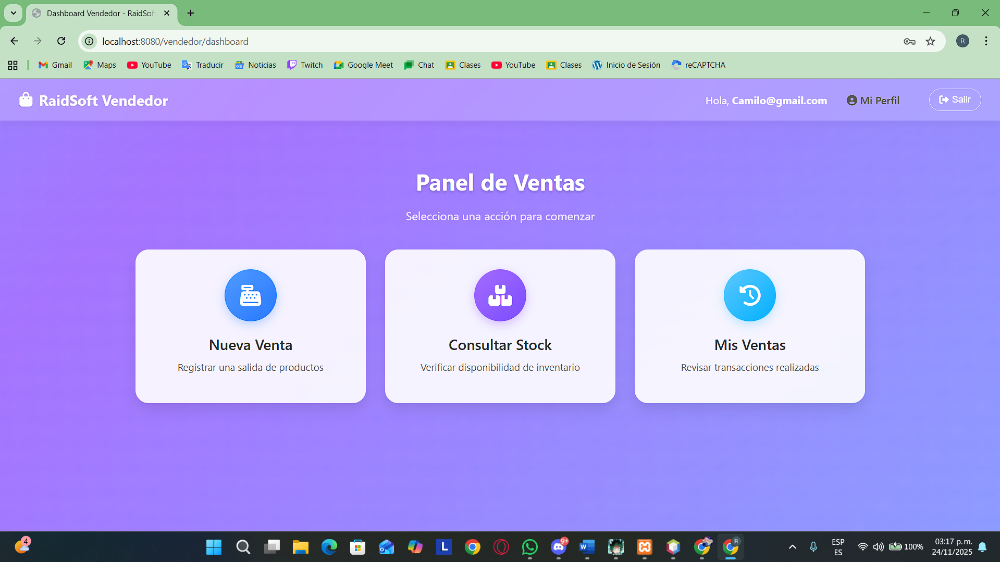 Dashboard Vendedor - RaidSoft
localhost:8080/vendedor/dashboard
Gmail Maps YouTube Traducir Noticias Twitch Google Meet Chat Clases YouTube Clases Inicio de Sesión reCAPTCHA
RaidSoft Vendedor
Hola, Camilo@gmail.com
Mi Perfil
Salir
Panel de Ventas
Selecciona una acción para comenzar
Nueva Venta
Registrar una salida de productos
Consultar Stock
Verificar disponibilidad de inventario
Mis Ventas
Revisar transacciones realizadas
4
9+
ESP
ES
100%
03:17 p. m.
24/11/2025